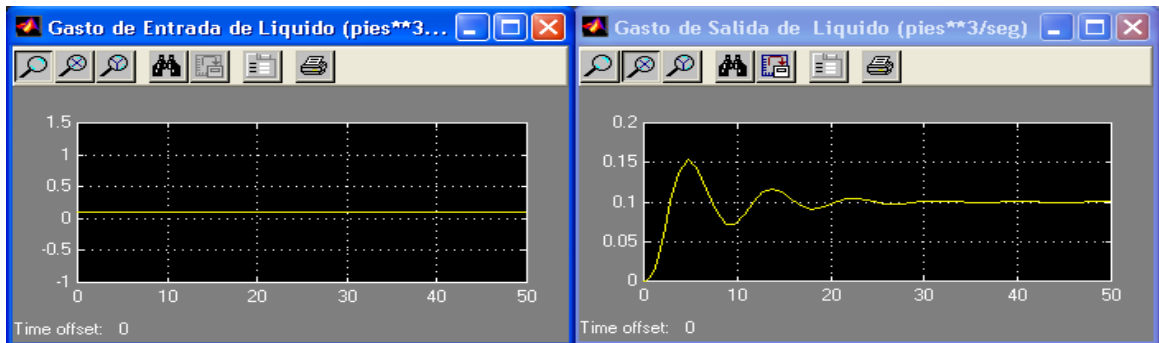 Gasto de Entrada de Liquido (pies**3...
1.5
1
0.5
0
-0.5
-1
0 10 20 30 40 50
Time offset: 0
Gasto de Salida de Liquido (pies**3/seg)
0.2
0.15
0.1
0.05
0
0 10 20 30 40 50
Time offset: 0